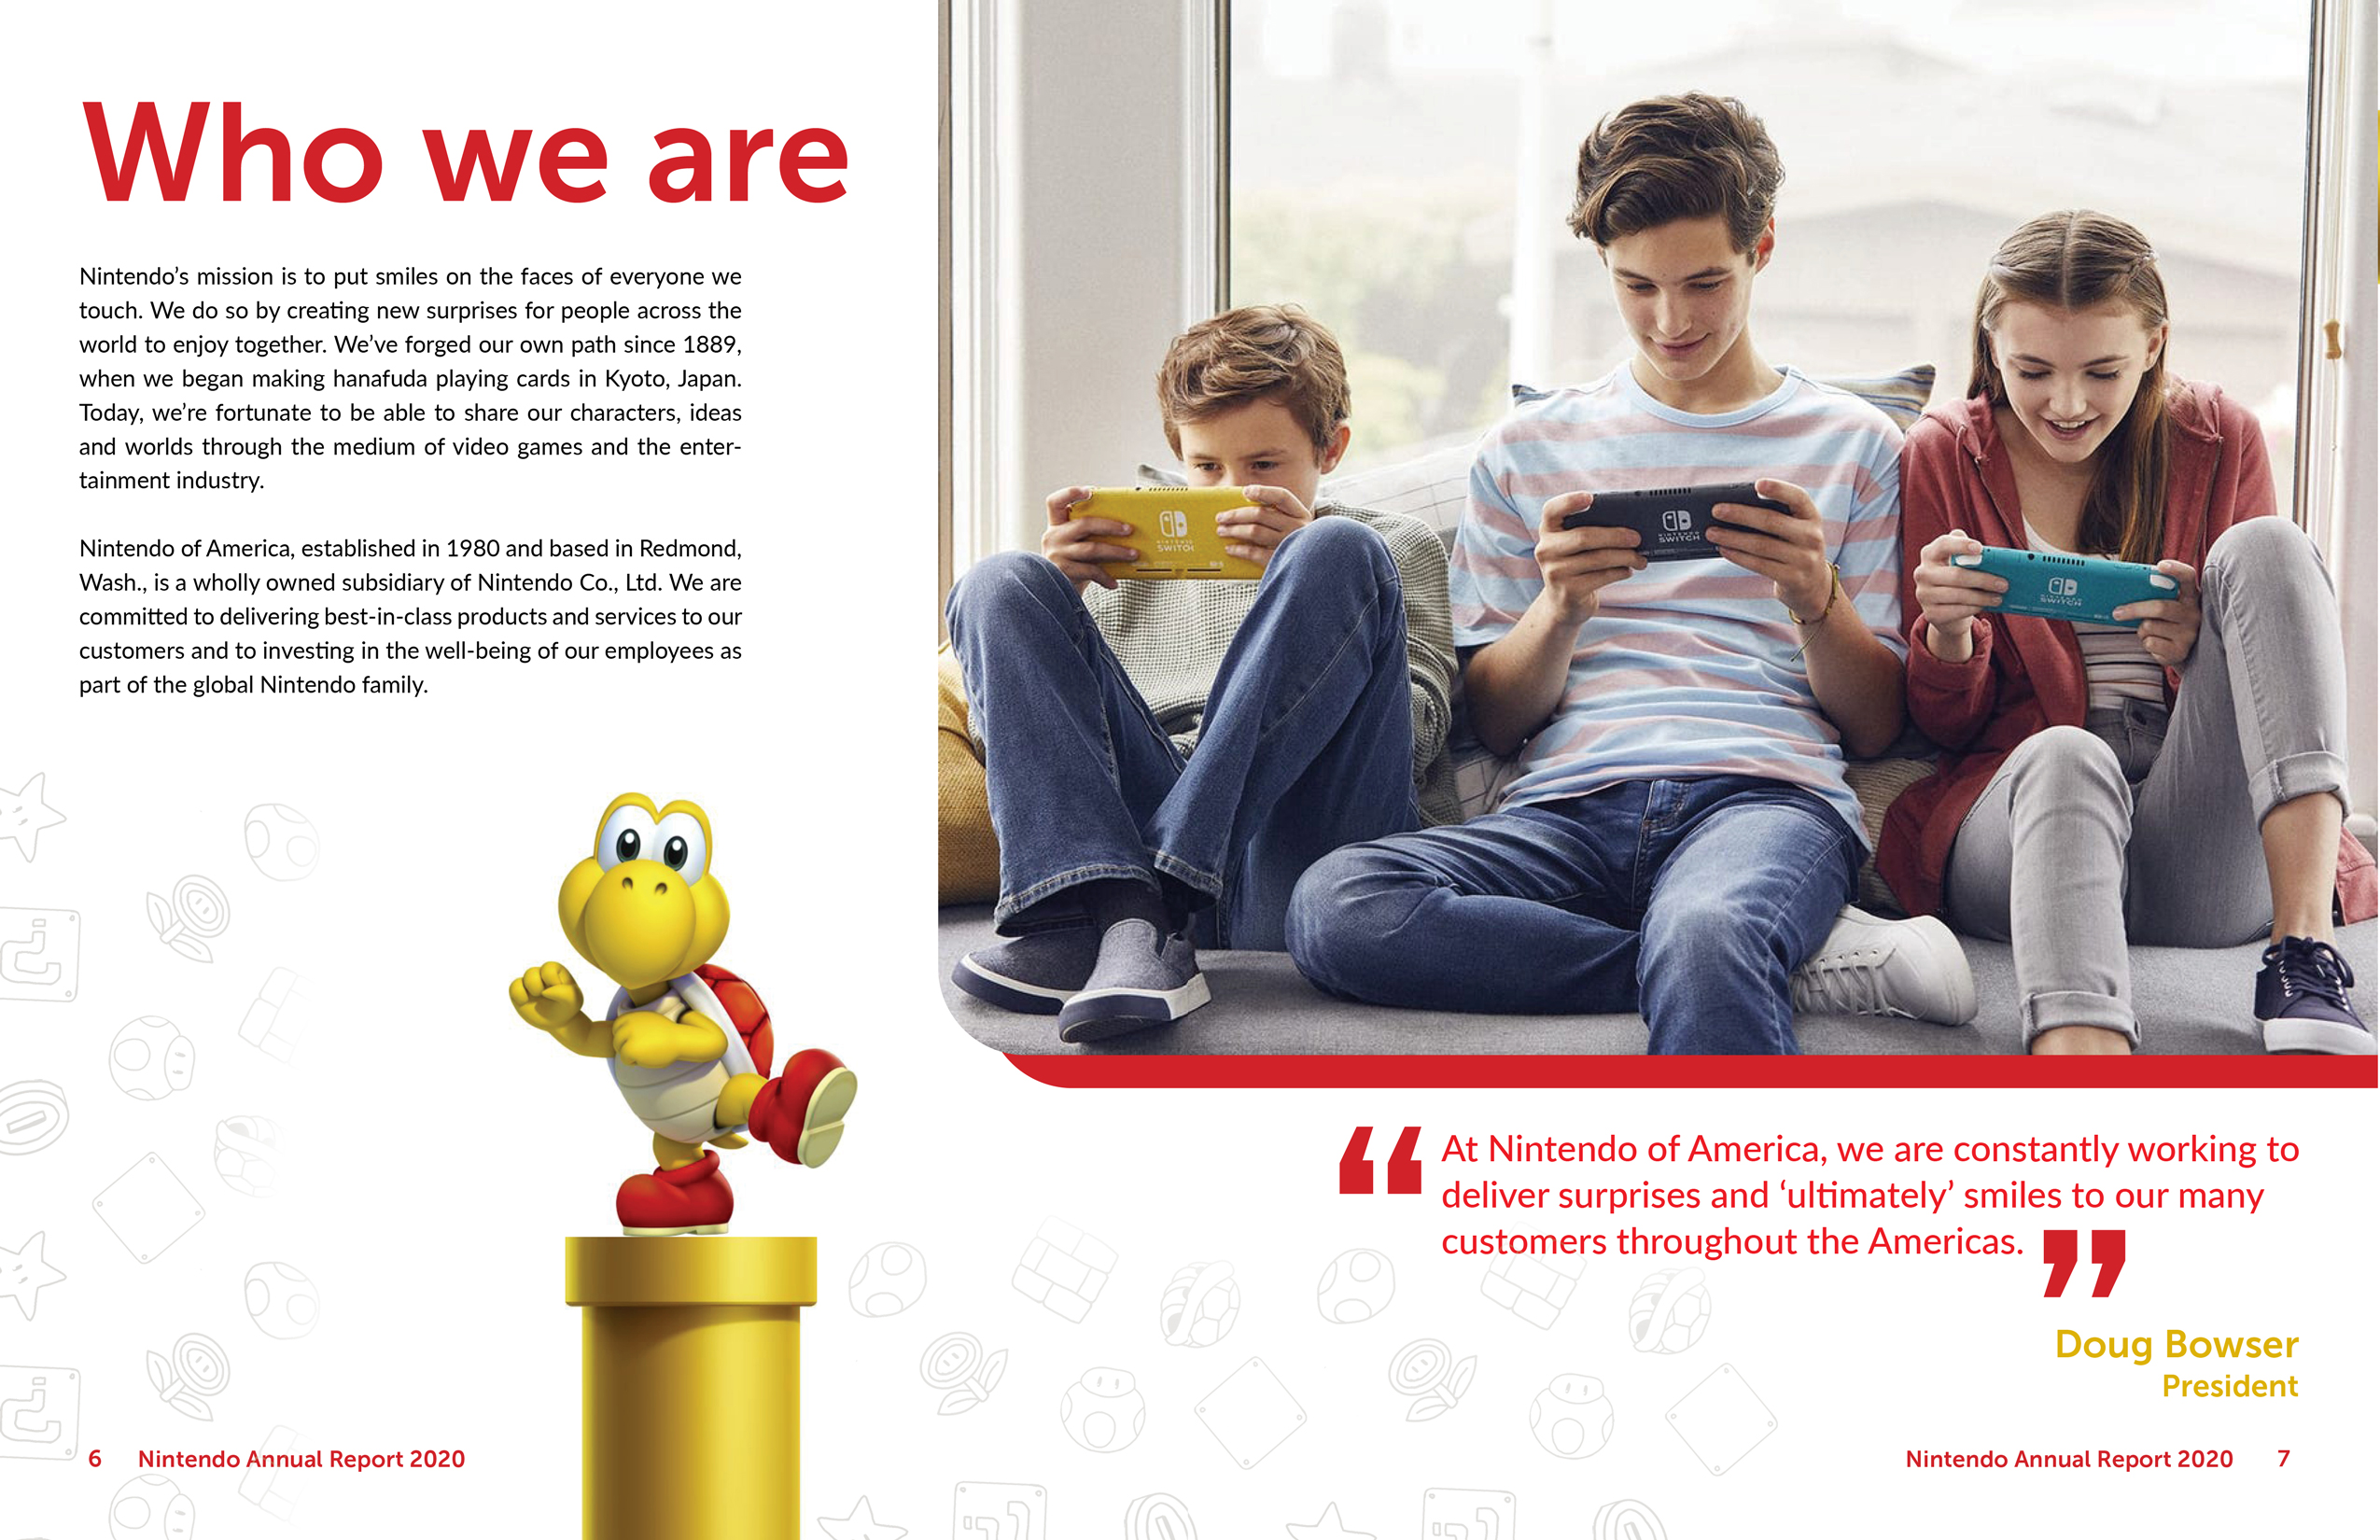 Who we are
Nintendo’s mission is to put smiles on the faces of everyone we
touch. We do so by creating new surprises for people across the
world to enjoy together. We’ve forged our own path since 1889,
when we began making hanafuda playing cards in Kyoto, Japan.
Today, we’re fortunate to be able to share our characters, ideas
and worlds through the medium of video games and the enter-
tainment industry.
Nintendo of America, established in 1980 and based in Redmond,
Wash., is a wholly owned subsidiary of Nintendo Co., Ltd. We are
committed to delivering best-in-class products and services to our
customers and to investing in the well-being of our employees as
part of the global Nintendo family.
6 Nintendo Annual Report 2020
NINTENDO
SWITCH
NINTENDO
SWITCH
NINTENDO
SWITCH
“At Nintendo of America, we are constantly working to
deliver surprises and ‘ultimately’ smiles to our many
customers throughout the Americas.”
Doug Bowser
President
Nintendo Annual Report 2020 7